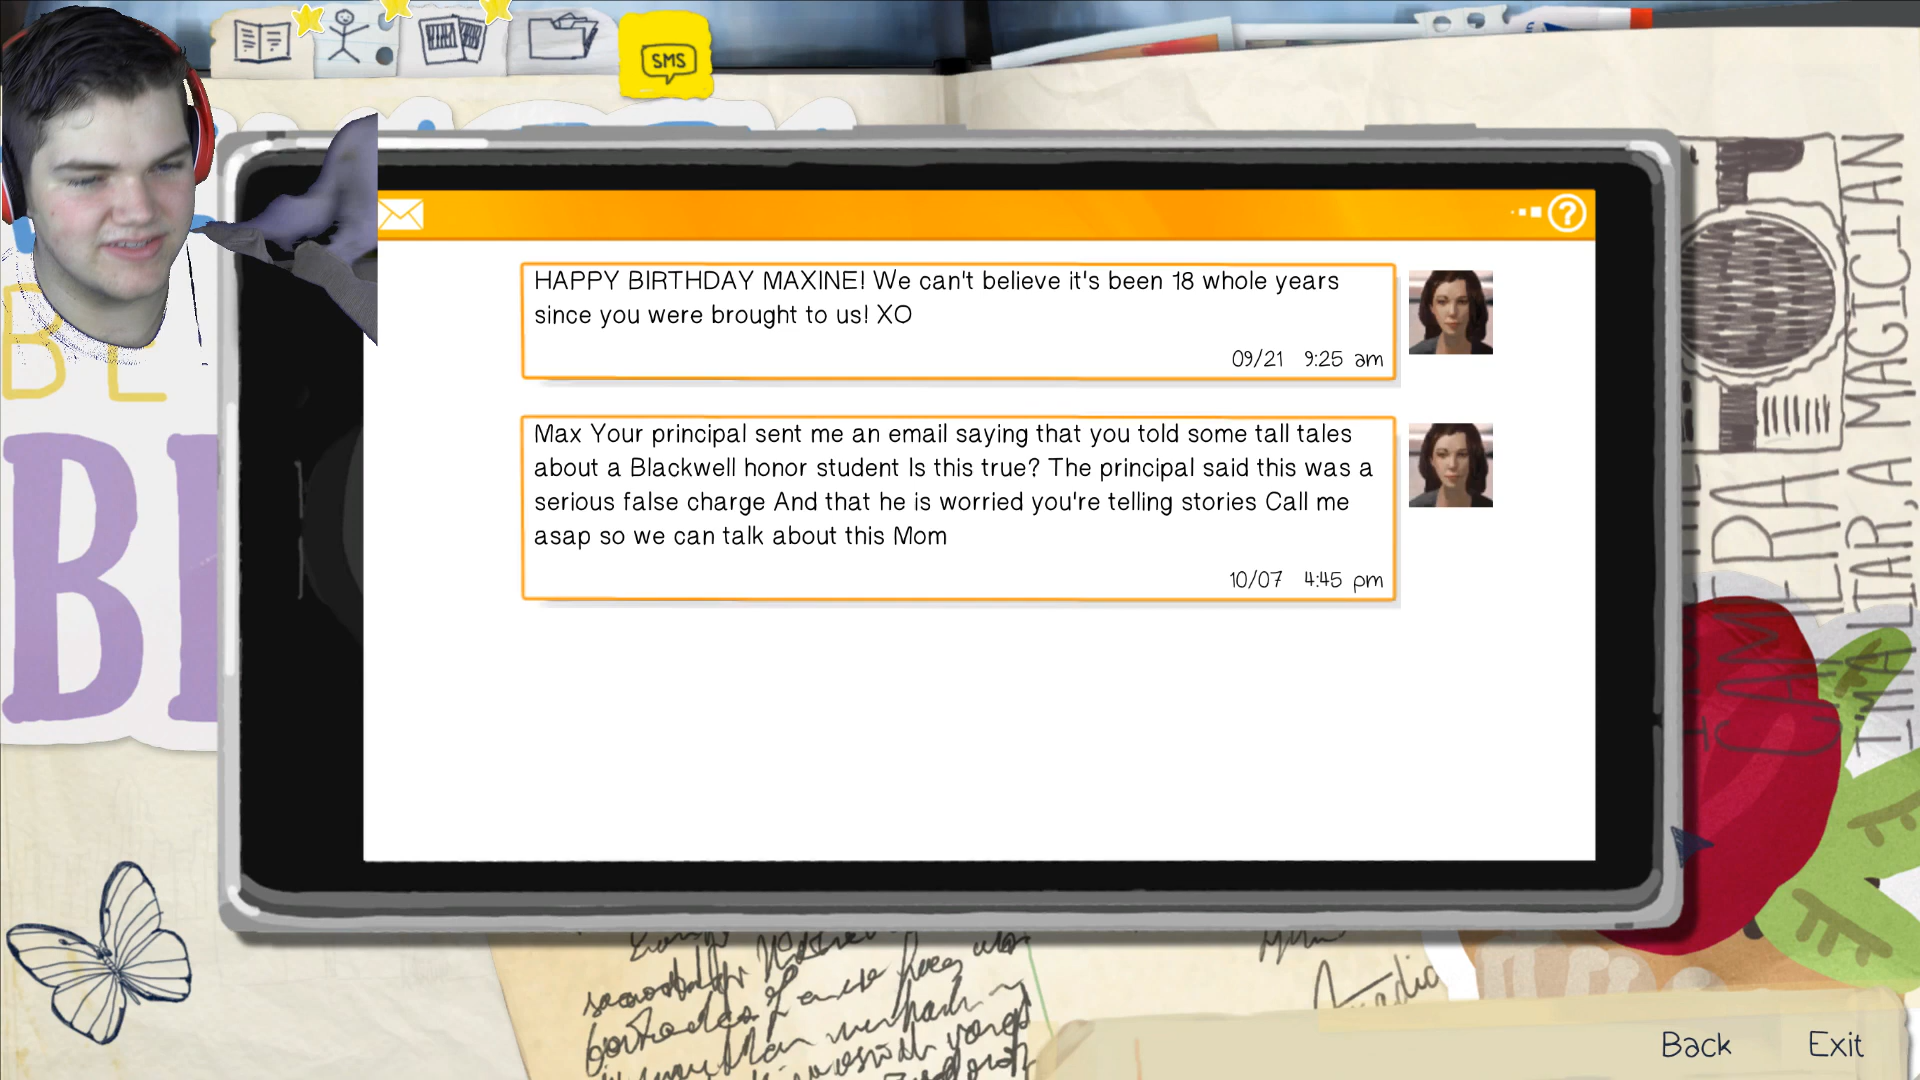 SMS
?
HAPPY BIRTHDAY MAXINE! We can't believe it's been 18 whole years
since you were brought to us! XO
09/21 9:25 am
Max Your principal sent me an email saying that you told some tall tales
about a Blackwell honor student Is this true? The principal said this was a
serious false charge And that he is worried you're telling stories Call me
asap so we can talk about this Mom
10/07 4:45 pm
CAMERA
LIAR, A MAGICIAN
Back Exit